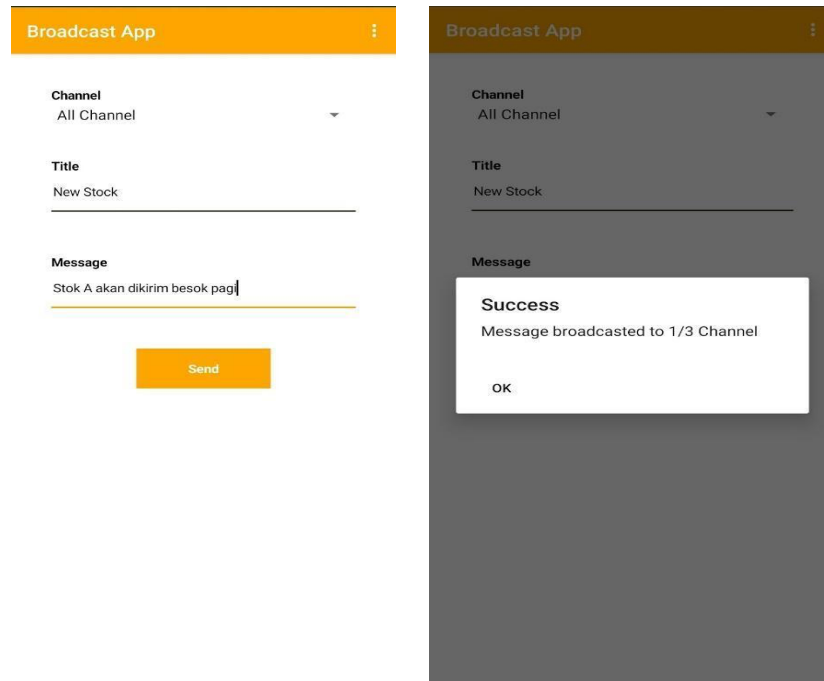 Broadcast App
Channel
All Channel
Title
New Stock
Message
Stok A akan dikirim besok pagi
Send
Broadcast App
Channel
All Channel
Title
New Stock
Message
Success
Message broadcasted to 1/3 Channel
OK